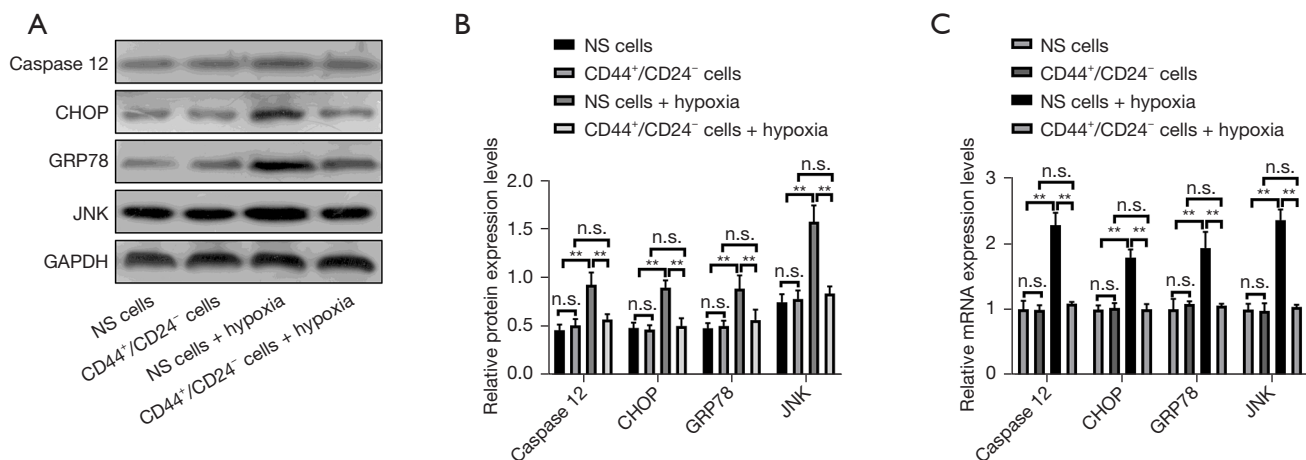 A
Caspase 12
CHOP
GRP78
JNK
GAPDH
NS cells
CD44⁺/CD24⁻ cells
NS cells + hypoxia
CD44⁺/CD24⁻ cells + hypoxia
B
NS cells
CD44⁺/CD24⁻ cells
NS cells + hypoxia
CD44⁺/CD24⁻ cells + hypoxia
Relative protein expression levels
2.0
1.5
1.0
0.5
0.0
n.s.
** **
n.s.
n.s.
** **
n.s.
n.s.
** **
n.s.
n.s.
** **
n.s.
Caspase 12
CHOP
GRP78
JNK
C
NS cells
CD44⁺/CD24⁻ cells
NS cells + hypoxia
CD44⁺/CD24⁻ cells + hypoxia
Relative mRNA expression levels
3
2
1
0
n.s.
** **
n.s.
n.s.
** **
n.s.
n.s.
** **
n.s.
n.s.
** **
n.s.
Caspase 12
CHOP
GRP78
JNK